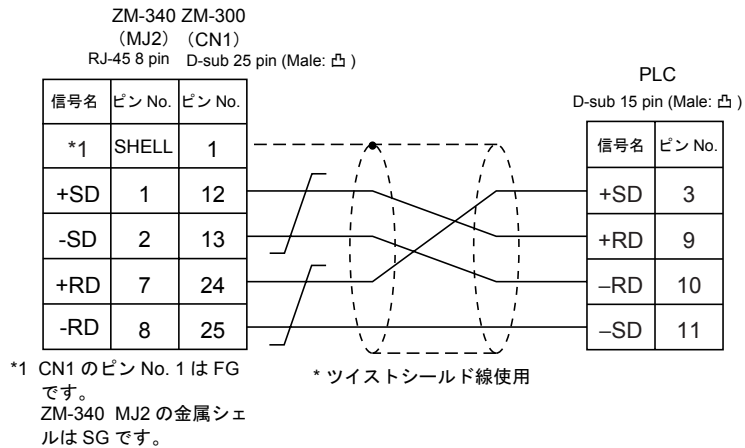 ZM-340 ZM-300
（MJ2）（CN1）
RJ-45 8 pin D-sub 25 pin (Male: 凸 )
信号名 ピン No. ピン No.
*1 SHELL 1
+SD 1 12
-SD 2 13
+RD 7 24
-RD 8 25
PLC
D-sub 15 pin (Male: 凸 )
信号名 ピン No.
+SD 3
+RD 9
–RD 10
–SD 11
*1 CN1 のピン No. 1 は FG
です。
ZM-340 MJ2 の金属シェ
ルは SG です。
* ツイストシールド線使用